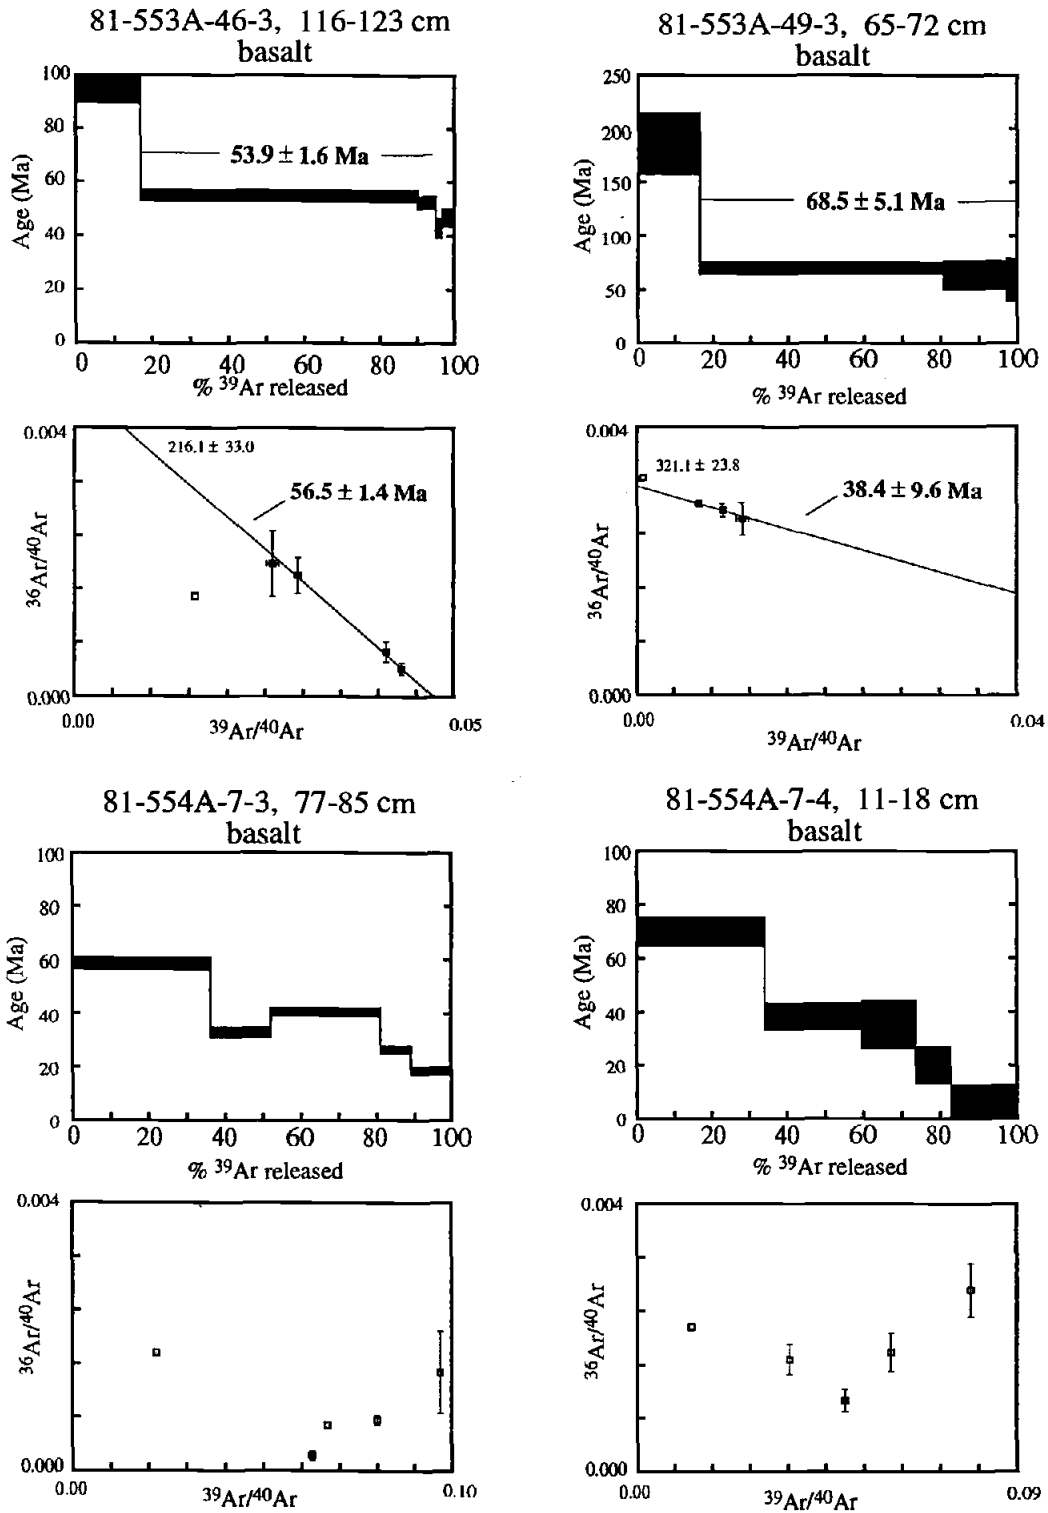 81-553A-46-3, 116-123 cm
basalt
100
80
60
40
20
0
Age (Ma)
53.9 ± 1.6 Ma
0 20 40 60 80 100
% ³⁹Ar released
0.004
216.1 ± 33.0
56.5 ± 1.4 Ma
³⁶Ar/⁴⁰Ar
0.000
0.00 0.05
³⁹Ar/⁴⁰Ar
81-553A-49-3, 65-72 cm
basalt
250
200
150
100
50
0
Age (Ma)
68.5 ± 5.1 Ma
0 20 40 60 80 100
% ³⁹Ar released
0.004
321.1 ± 23.8
38.4 ± 9.6 Ma
³⁶Ar/⁴⁰Ar
0.000
0.00 0.04
³⁹Ar/⁴⁰Ar
81-554A-7-3, 77-85 cm
basalt
100
80
60
40
20
0
Age (Ma)
0 20 40 60 80 100
% ³⁹Ar released
0.004
³⁶Ar/⁴⁰Ar
0.000
0.00 0.10
³⁹Ar/⁴⁰Ar
81-554A-7-4, 11-18 cm
basalt
100
80
60
40
20
0
Age (Ma)
0 20 40 60 80 100
% ³⁹Ar released
0.004
³⁶Ar/⁴⁰Ar
0.000
0.00 0.09
³⁹Ar/⁴⁰Ar